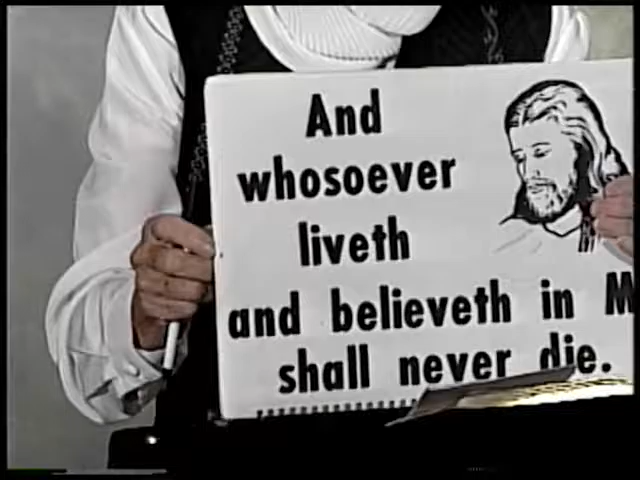 And
whosoever
liveth
and believeth in M
shall never die.